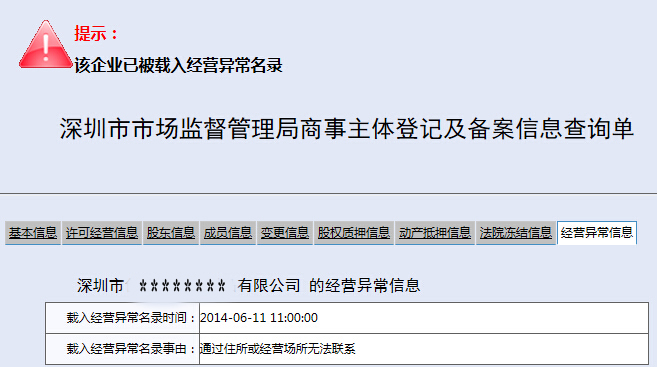 提示：
该企业已被载入经营异常名录
深圳市市场监督管理局商事主体登记及备案信息查询单
基本信息 许可经营信息 股东信息 成员信息 变更信息 股权质押信息 动产抵押信息 法院冻结信息 经营异常信息
深圳市 ******** 有限公司 的经营异常信息
载入经营异常名录时间：2014-06-11 11:00:00
载入经营异常名录事由：通过住所或经营场所无法联系